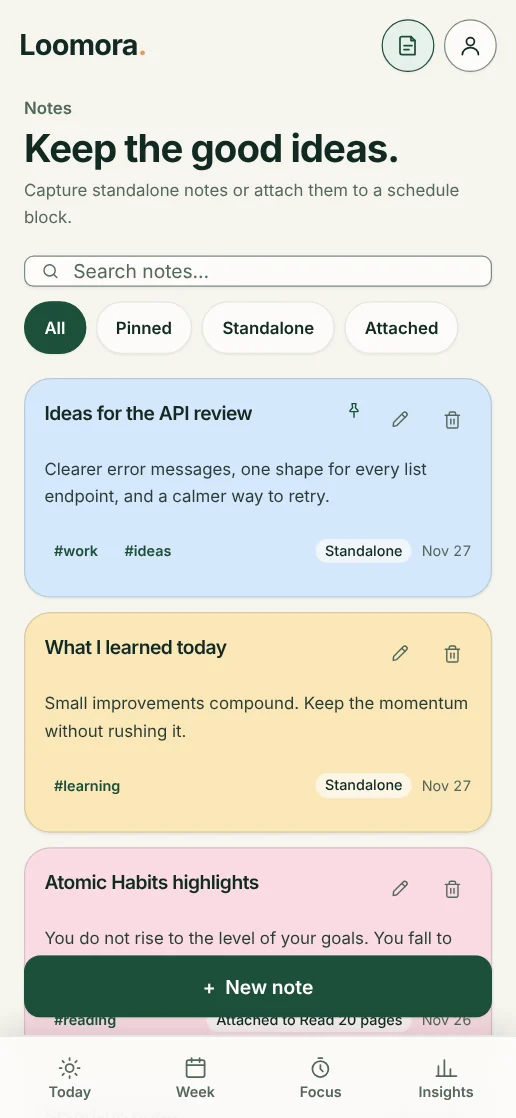 Loomora.
Notes
Keep the good ideas.
Capture standalone notes or attach them to a schedule
block.
Search notes...
All Pinned Standalone Attached
Ideas for the API review
Clearer error messages, one shape for every list
endpoint, and a calmer way to retry.
#work #ideas Standalone Nov 27
What I learned today
Small improvements compound. Keep the momentum
without rushing it.
#learning Standalone Nov 27
Atomic Habits highlights
You do not rise to the level of your goals. You fall to
+ New note
#reading Attached to Read 20 pages Nov 26
Today Week Focus Insights